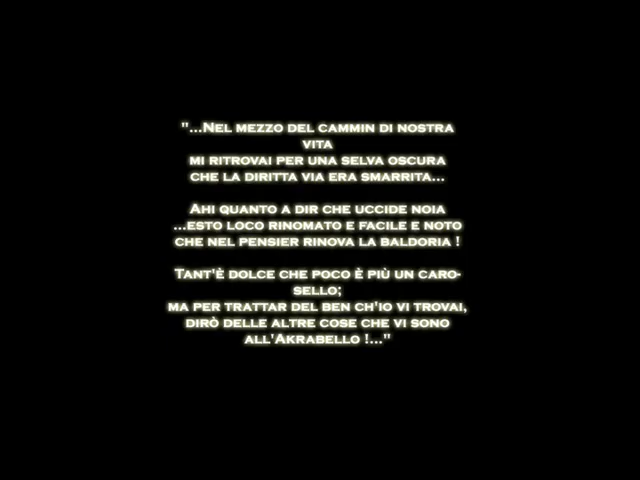 "...Nel mezzo del cammin di nostra
vita
mi ritrovai per una selva oscura
che la diritta via era smarrita...
Ahi quanto a dir che uccide noia
...esto loco rinomato e facile e noto
che nel pensier rinova la baldoria !
Tant'è dolce che poco è più un caro-
sello;
ma per trattar del ben ch'io vi trovai,
dirò delle altre cose che vi sono
all'Akrabello !..."